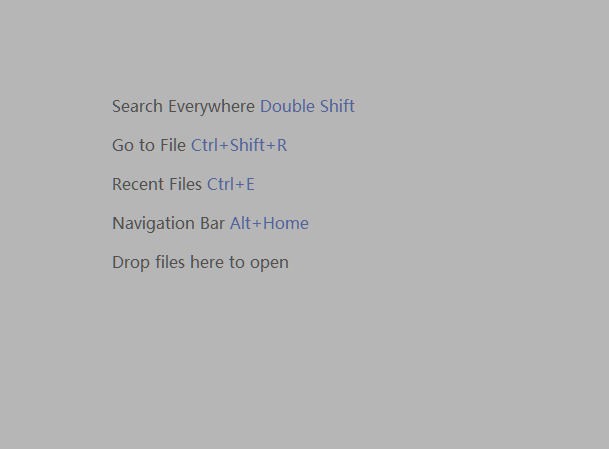 Search Everywhere Double Shift
Go to File Ctrl+Shift+R
Recent Files Ctrl+E
Navigation Bar Alt+Home
Drop files here to open